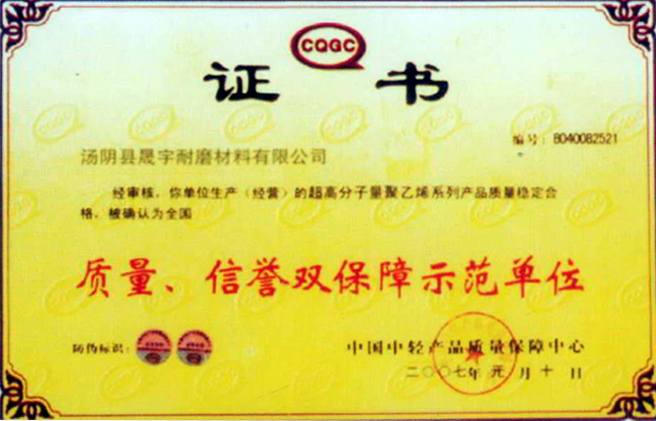 CQGC
证书
编号：8040082521
汤阴县晟宇耐磨材料有限公司
经审核，你单位生产（经营）的超高分子量聚乙烯系列产品质量稳定合
格，被确认为全国
质量、信誉双保障示范单位
防伪标识：
中国中轻产品质量保障中心
二〇〇七年元月十日